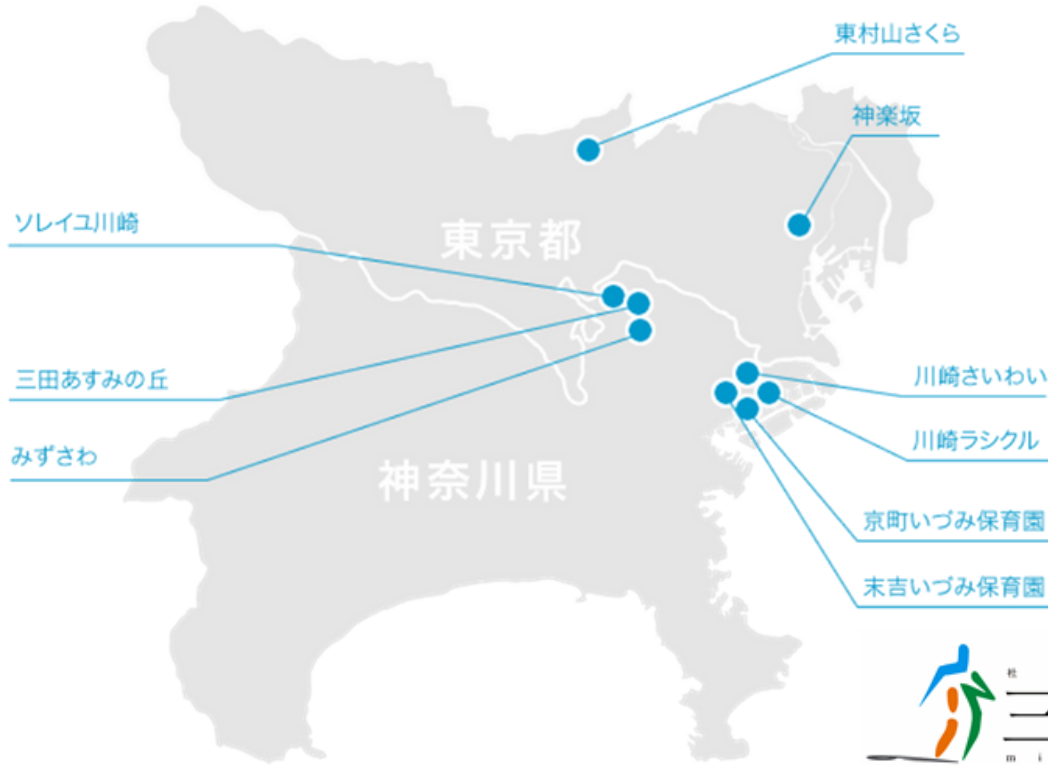 東村山さくら
神楽坂
ソレイユ川崎
東京都
三田あすみの丘
川崎さいわい
川崎ラシクル
みずさわ
神奈川県
京町いづみ保育園
末吉いづみ保育園
社
三
m i